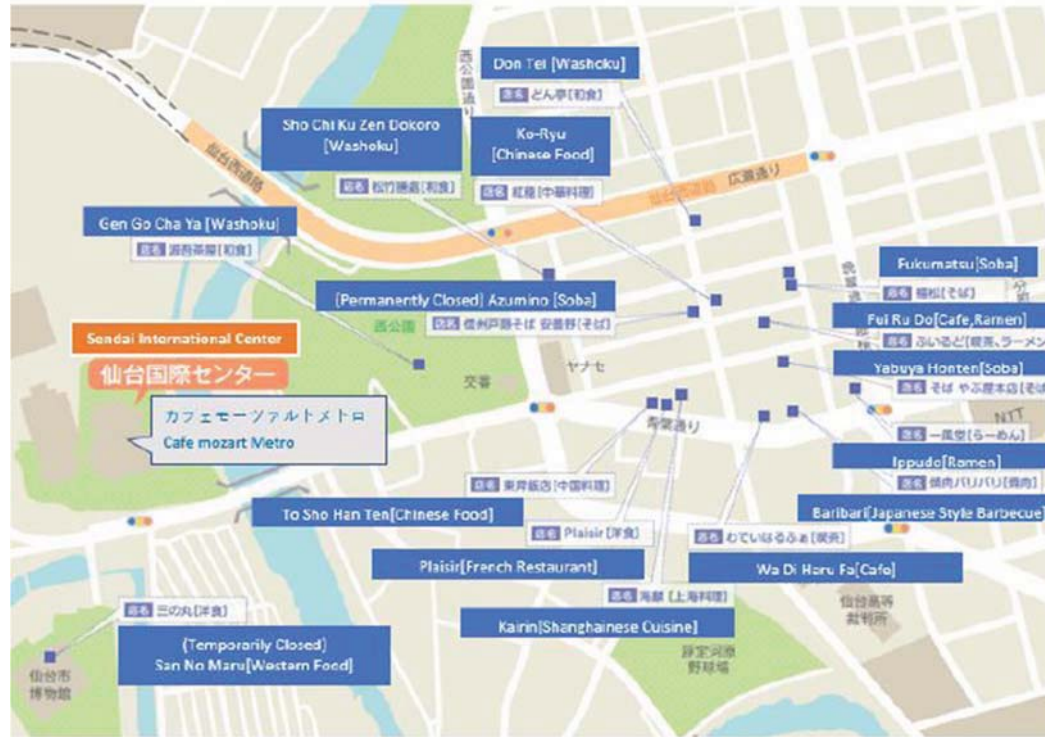 西公園通り
Don Tei [Washoku]
店名 どん亭[和食]
Sho Chi Ku Zen Dokoro
[Washoku]
店名 松竹膳處[和食]
Ko-Ryu
[Chinese Food]
店名 紅龍[中華料理]
仙台西道路
仙台西道路
広瀬通り
Gen Go Cha Ya [Washoku]
店名 源吾茶屋[和食]
Fukumatsu[Soba]
店名 福松[そば]
(Permanently Closed) Azumino [Soba]
店名 信州戸隠そば 安曇野[そば]
西公園
Fui Ru Do[Cafe,Ramen]
店名 ふいるど[喫茶、ラーメン
Sendai International Center
仙台国際センター
Yabuya Honten[Soba]
店名 そば やぶ屋本店[そば
ヤナセ
交番
カフェモーツァルトメトロ
Cafe mozart Metro
青葉通り
NTT
一風堂[らーめん]
Ippudo[Ramen]
店名 焼肉バリバリ[焼肉]
Baribari[Japanese Style Barbecue]
店名 東昇飯店[中国料理]
To Sho Han Ten[Chinese Food]
店名 Plaisir[洋食]
Plaisir[French Restaurant]
店名 わでぃはるふぁ[喫茶]
Wa Di Haru Fa[Cafe]
店名 海麒[上海料理]
Kairin[Shanghainese Cuisine]
仙台高等
裁判所
評定河原
野球場
店名 三の丸[洋食]
(Temporarily Closed)
San No Maru[Western Food]
仙台市
博物館